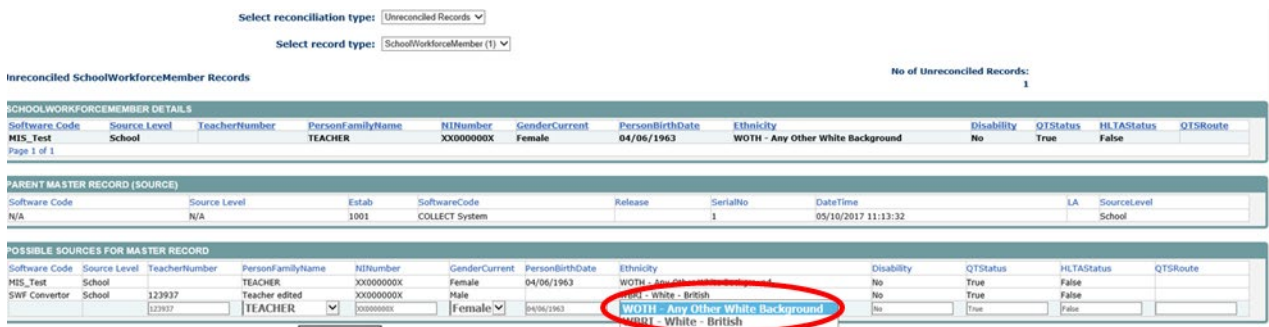 Select reconciliation type: Unreconciled Records
Select record type: SchoolWorkforceMember (1)
Unreconciled SchoolWorkforceMember Records No of Unreconciled Records:
1
SCHOOLWORKFORCEMEMBER DETAILS
Software Code Source Level TeacherNumber PersonFamilyName NINumber GenderCurrent PersonBirthDate Ethnicity Disability QTStatus HLTAStatus QTSRoute
MIS_Test School TEACHER XX000000X Female 04/06/1963 WOTH - Any Other White Background No True False
Page 1 of 1
PARENT MASTER RECORD (SOURCE)
Software Code Source Level Estab SoftwareCode Release SerialNo DateTime LA SourceLevel
N/A N/A 1001 COLLECT System 1 05/10/2017 11:13:32 School
POSSIBLE SOURCES FOR MASTER RECORD
Software Code Source Level TeacherNumber PersonFamilyName NINumber GenderCurrent PersonBirthDate Ethnicity Disability QTStatus HLTAStatus QTSRoute
MIS_Test School TEACHER XX000000X Female 04/06/1963 WOTH - Any Other White Background No True False
SWF Convertor School 123937 Teacher edited XX000000X Male WBRI - White - British No True False
123937 TEACHER XX000000X Female 04/06/1963 WOTH - Any Other White Background No True False
WBRI - White - British